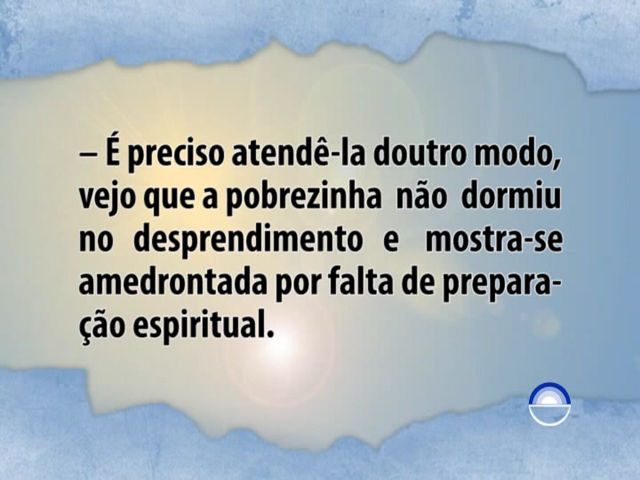 – É preciso atendê-la doutro modo,
vejo que a pobrezinha não dormiu
no desprendimento e mostra-se
amedrontada por falta de prepara-
ção espiritual.